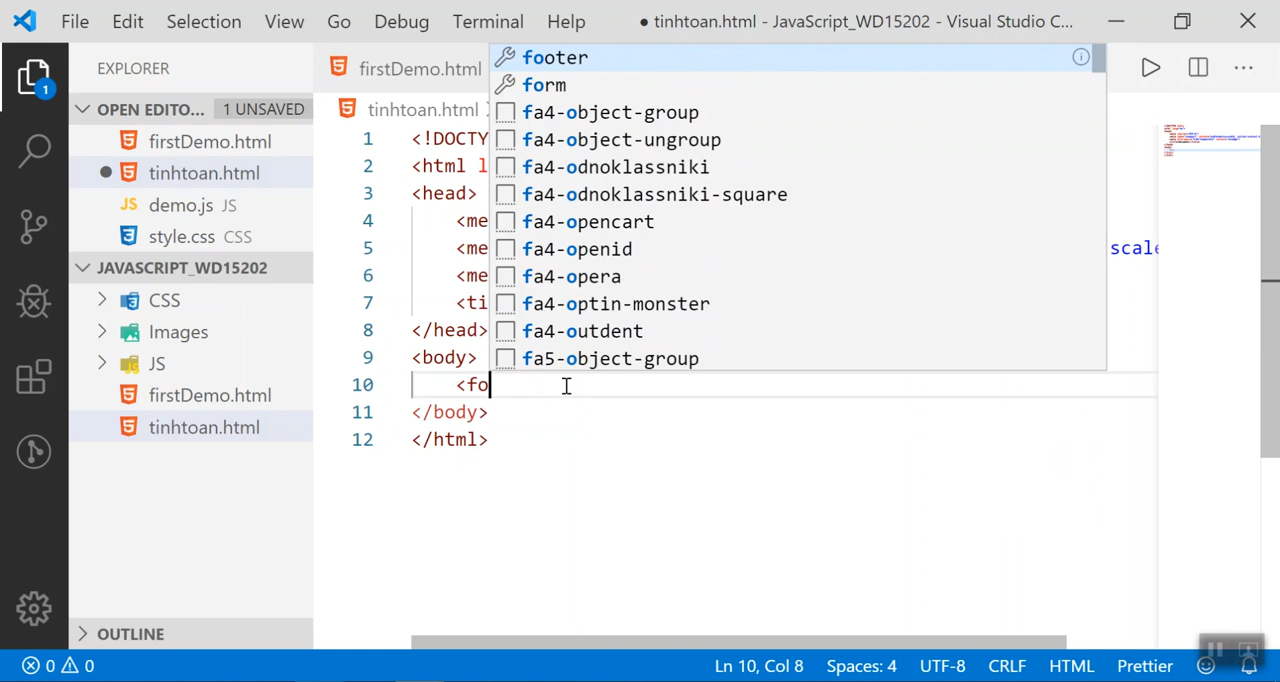 File Edit Selection View Go Debug Terminal Help ● tinhtoan.html - JavaScript_WD15202 - Visual Studio C...
EXPLORER
1
OPEN EDITO... 1 UNSAVED
firstDemo.html
● tinhtoan.html
demo.js JS
style.css CSS
JAVASCRIPT_WD15202
CSS
Images
JS
firstDemo.html
tinhtoan.html
OUTLINE
firstDemo.html
tinhtoan.html
1 <!DOCTY
2 <html l
3 <head>
4 <me
5 <me scale
6 <me
7 <ti
8 </head>
9 <body>
10 <fo
11 </body>
12 </html>
footer
form
fa4-object-group
fa4-object-ungroup
fa4-odnoklassniki
fa4-odnoklassniki-square
fa4-opencart
fa4-openid
fa4-opera
fa4-optin-monster
fa4-outdent
fa5-object-group
0 0 Ln 10, Col 8 Spaces: 4 UTF-8 CRLF HTML Prettier